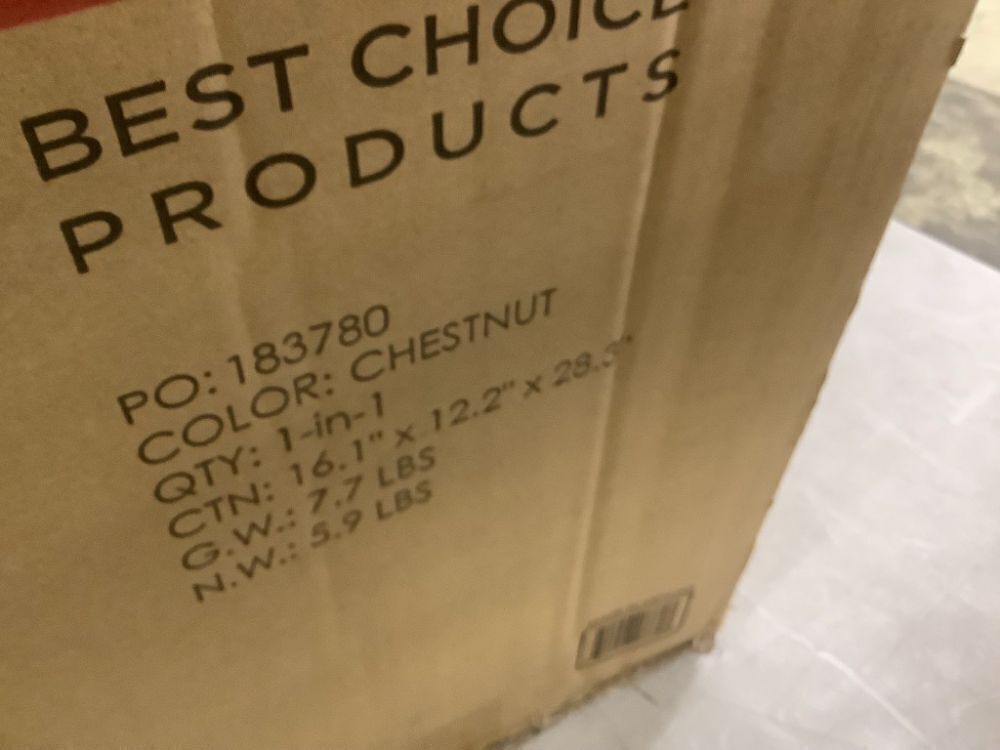 BEST CHOICE
PRODUCTS
PO: 183780
COLOR: CHESTNUT
QTY: 1-in-1
CTN: 16.1" x 12.2" x
G.W.: 7.7 LBS
N.W.: 5.9 LBS